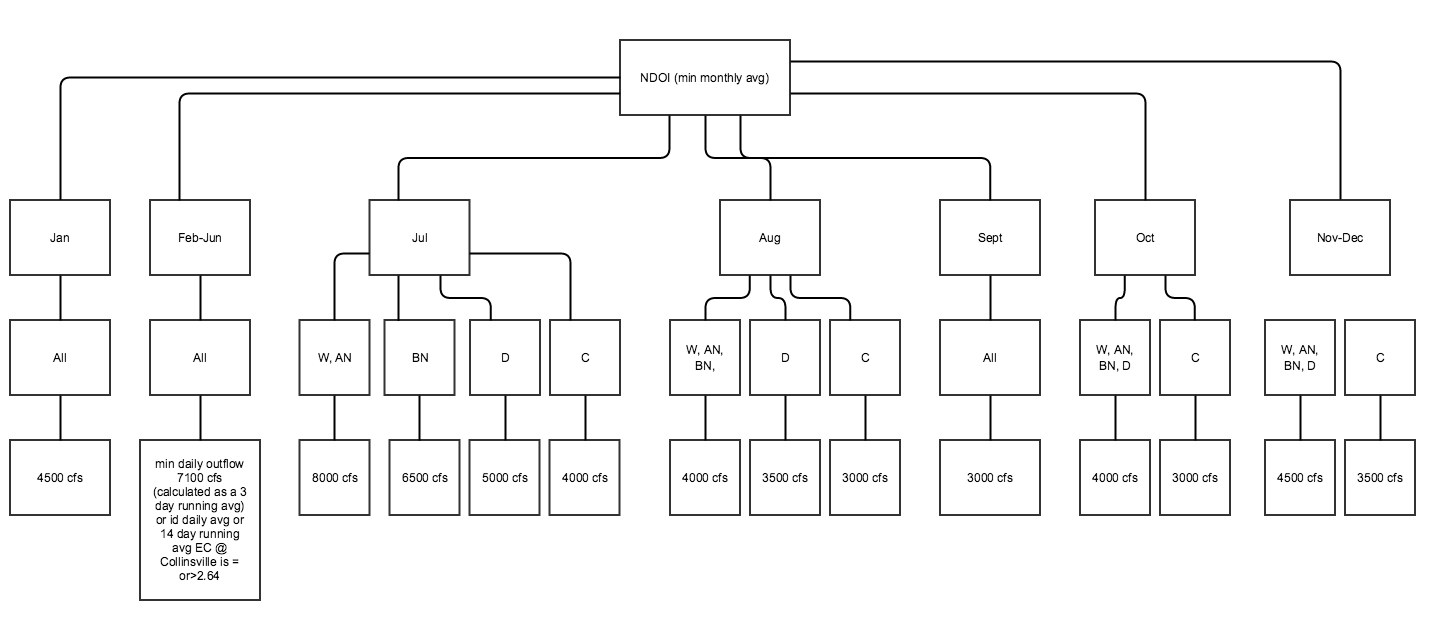 NDOI (min monthly avg)
Jan
Feb-Jun
Jul
Aug
Sept
Oct
Nov-Dec
All
All
W, AN
BN
D
C
W, AN,
BN,
D
C
All
W, AN,
BN, D
C
W, AN,
BN, D
C
4500 cfs
min daily outflow
7100 cfs
(calculated as a 3
day running avg)
or id daily avg or
14 day running
avg EC @
Collinsville is =
or>2.64
8000 cfs
6500 cfs
5000 cfs
4000 cfs
4000 cfs
3500 cfs
3000 cfs
3000 cfs
4000 cfs
3000 cfs
4500 cfs
3500 cfs